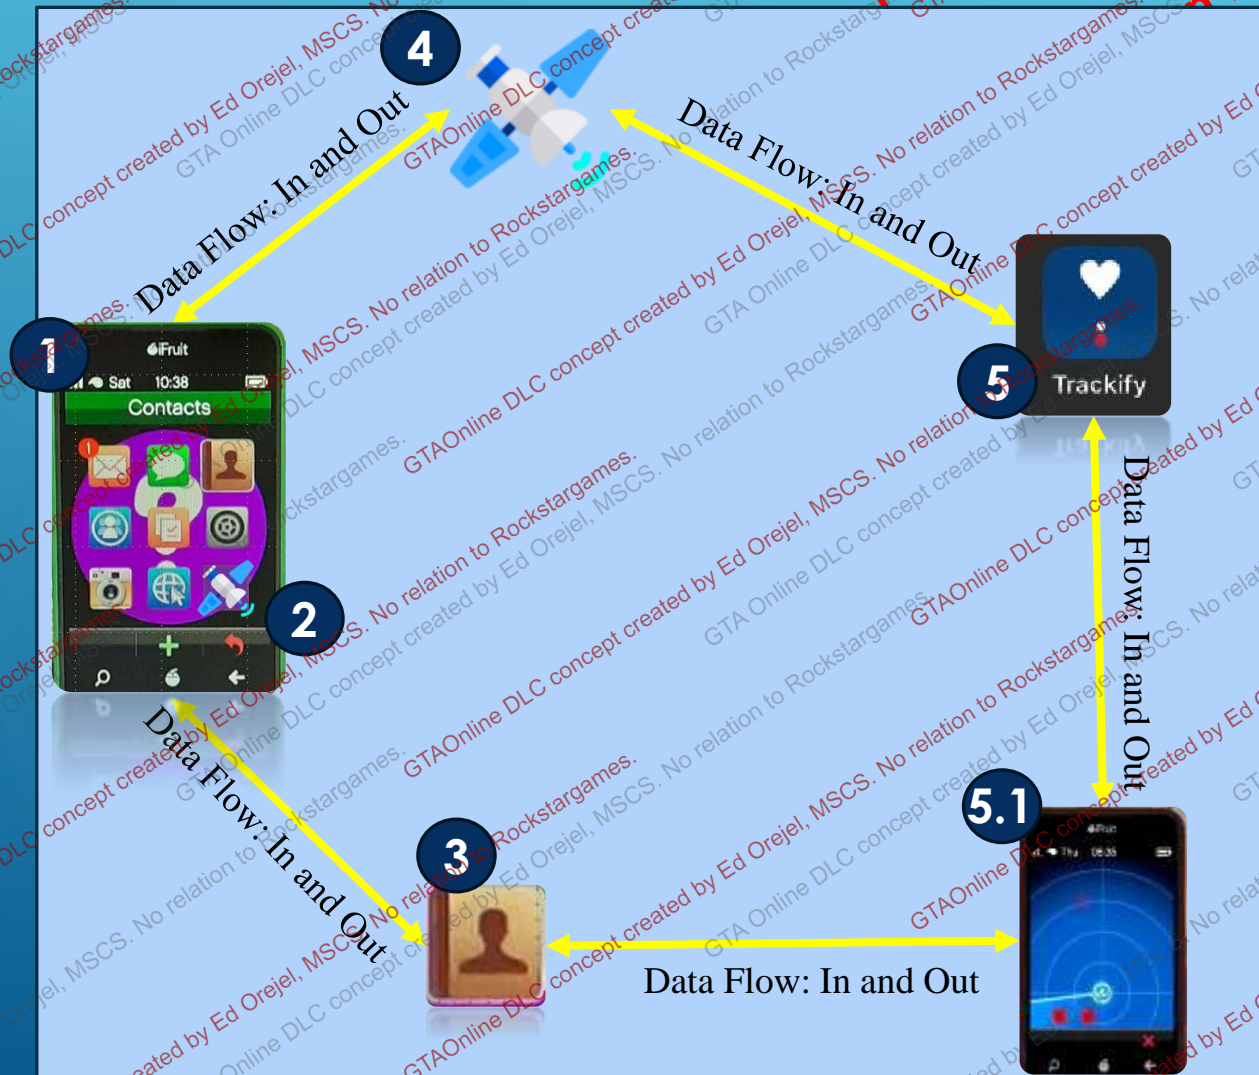 4
Data Flow: In and Out
Data Flow: In and Out
1
iFruit
Sat 10:38
Contacts
1
2
5
Trackify
Data Flow: In and Out
Data Flow: In and Out
3
5.1
iFruit
Thu
Data Flow: In and Out
GTAOnline DLC concept created by Ed Orejel, MSCS. No relation to Rockstargames.
GTA Online DLC concept created by Ed Orejel, MSCS. No relation to Rockstargames.